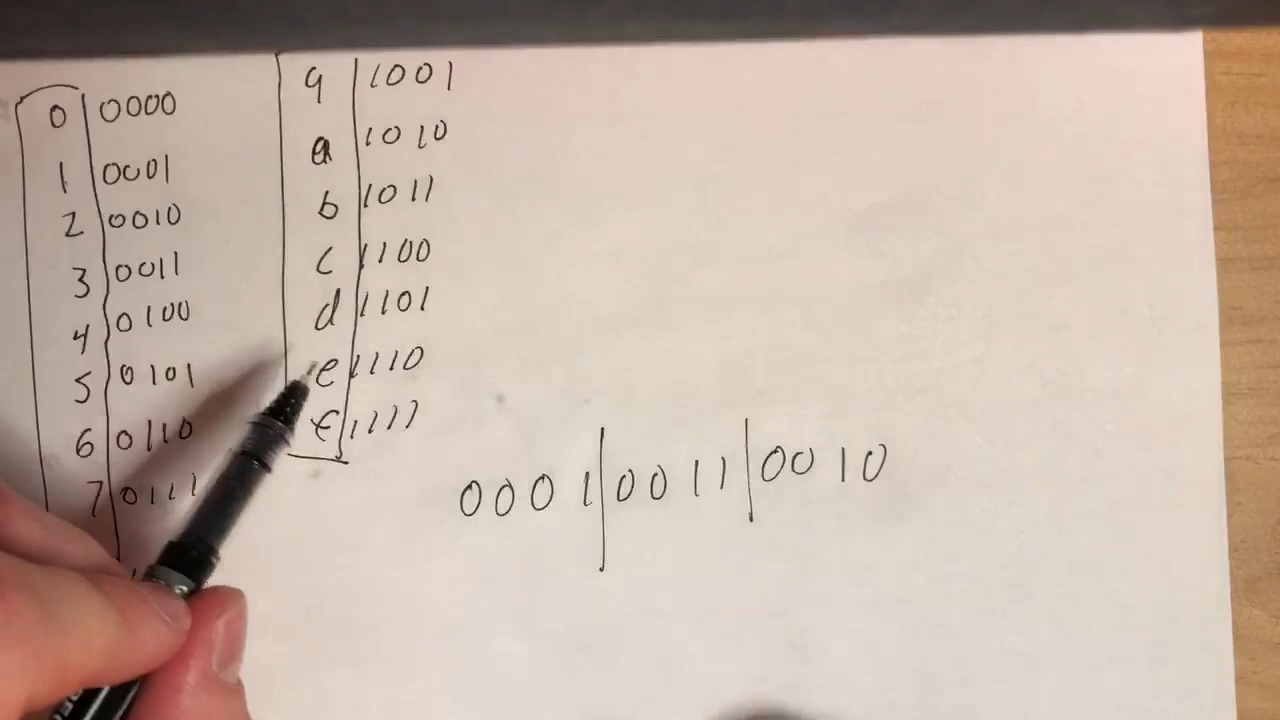 0 0000
1 0001
2 0010
3 0011
4 0100
5 0101
6 0110
7 0111
9 1001
a 1010
b 1011
c 1100
d 1101
e 1110
f 1111
0001|0011|0010